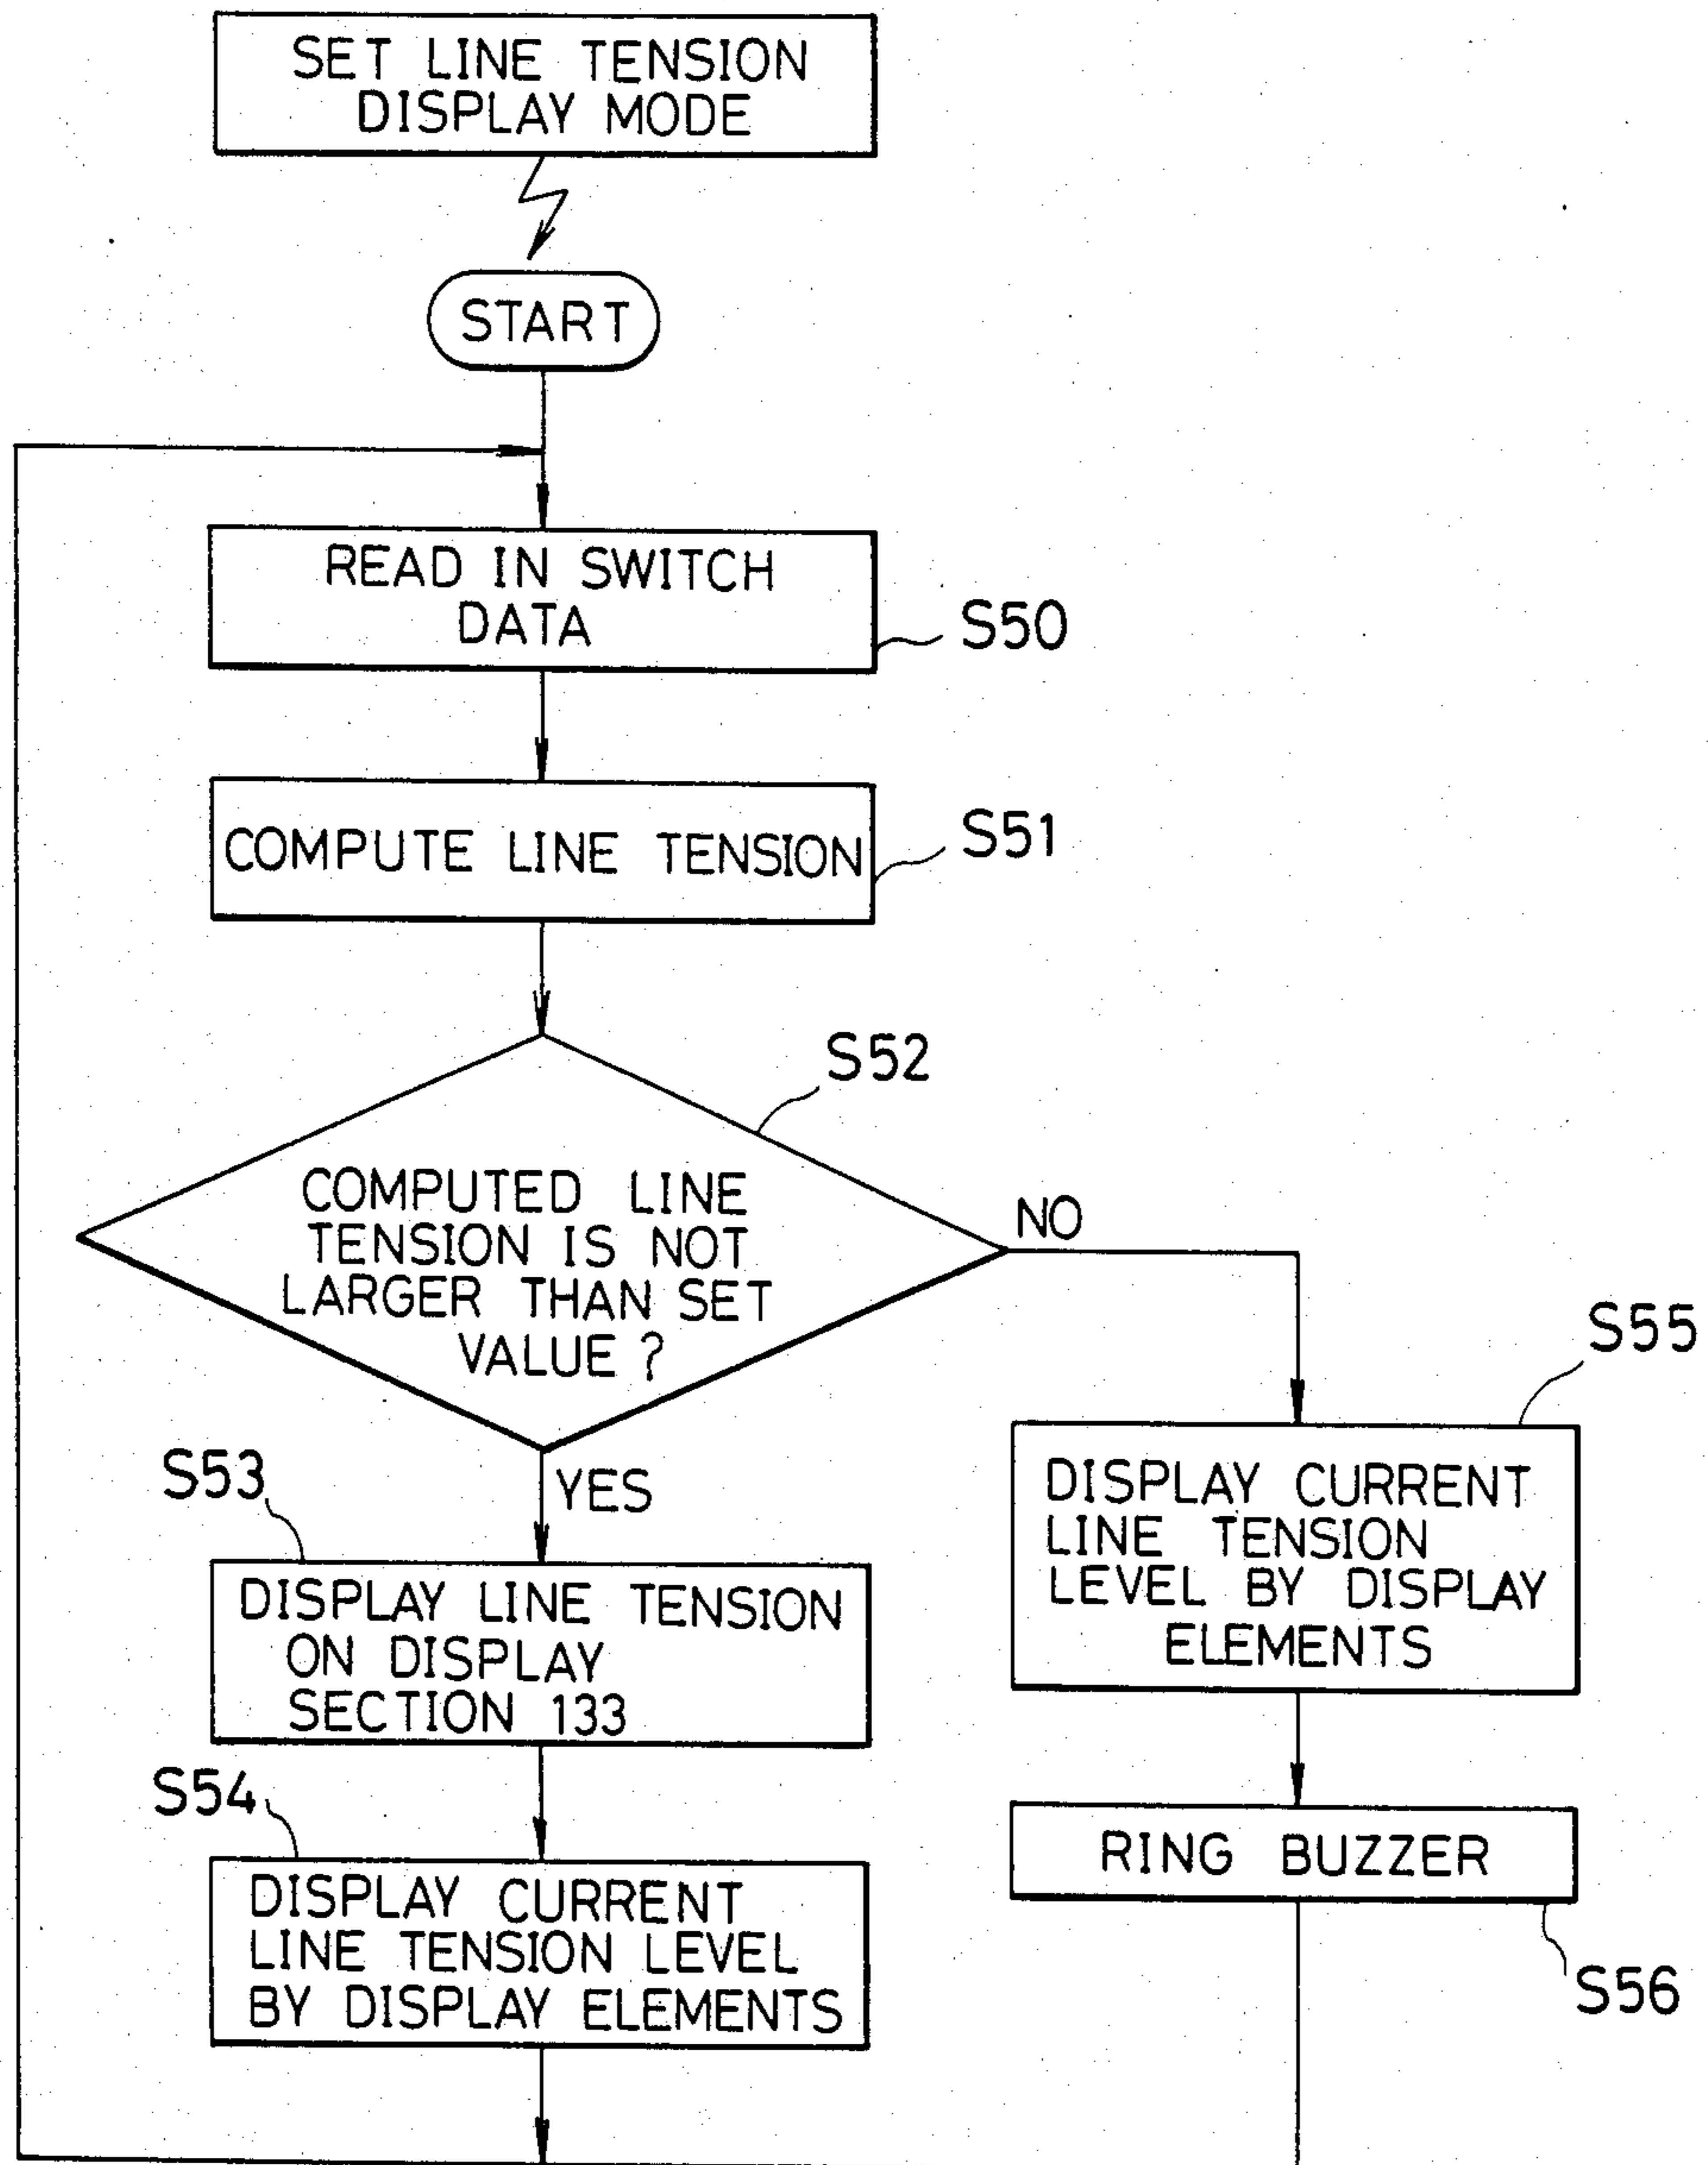 SET LINE TENSION
DISPLAY MODE
START
READ IN SWITCH
DATA
S50
COMPUTE LINE TENSION
S51
S52
COMPUTED LINE
TENSION IS NOT
LARGER THAN SET
VALUE ?
NO
YES
S53
DISPLAY LINE TENSION
ON DISPLAY
SECTION 133
S54
DISPLAY CURRENT
LINE TENSION LEVEL
BY DISPLAY ELEMENTS
S55
DISPLAY CURRENT
LINE TENSION
LEVEL BY DISPLAY
ELEMENTS
RING BUZZER
S56